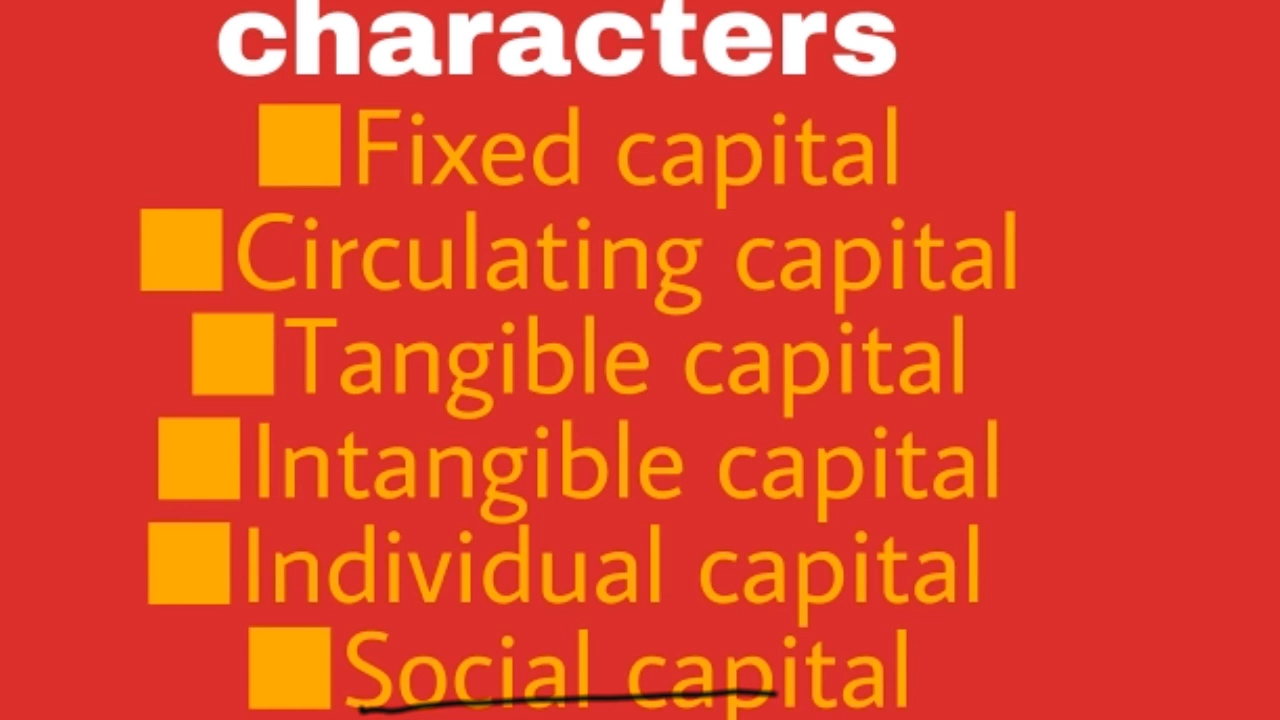 characters
Fixed capital
Circulating capital
Tangible capital
Intangible capital
Individual capital
Social capital